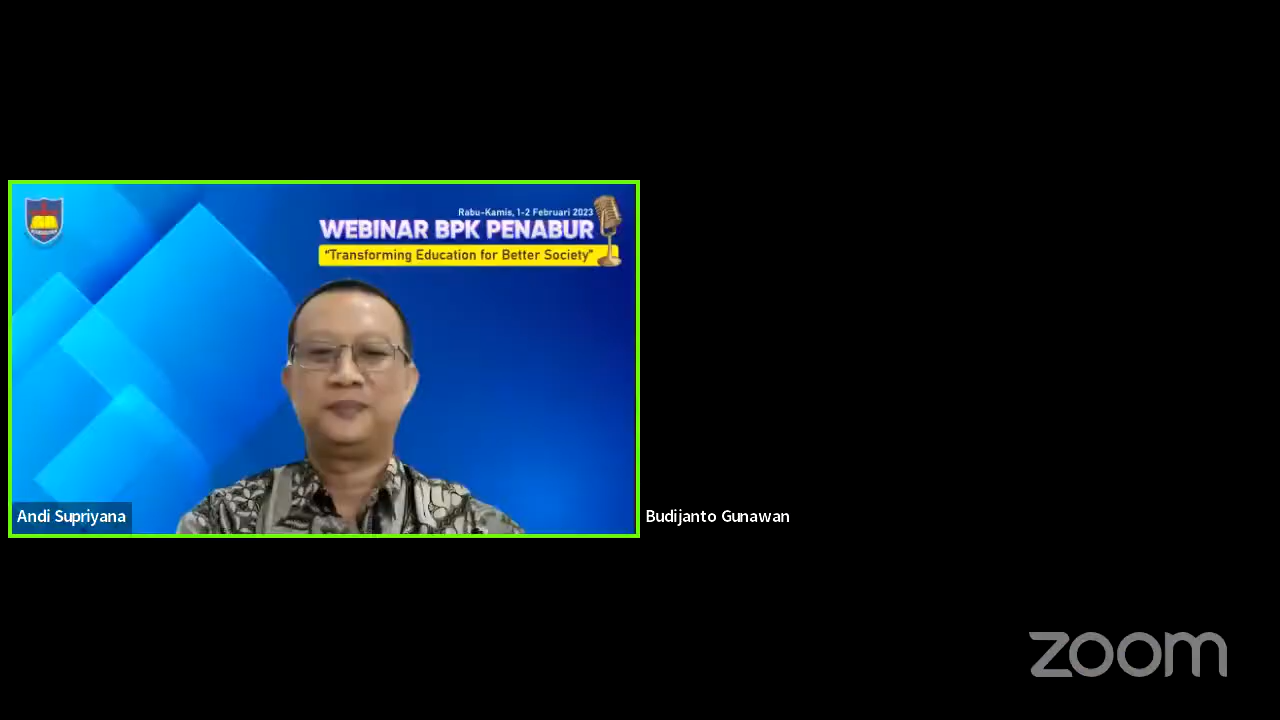 Rabu-Kamis, 1-2 Februari 2023
WEBINAR BPK PENABUR
"Transforming Education for Better Society"
Andi Supriyana
Budijanto Gunawan
zoom